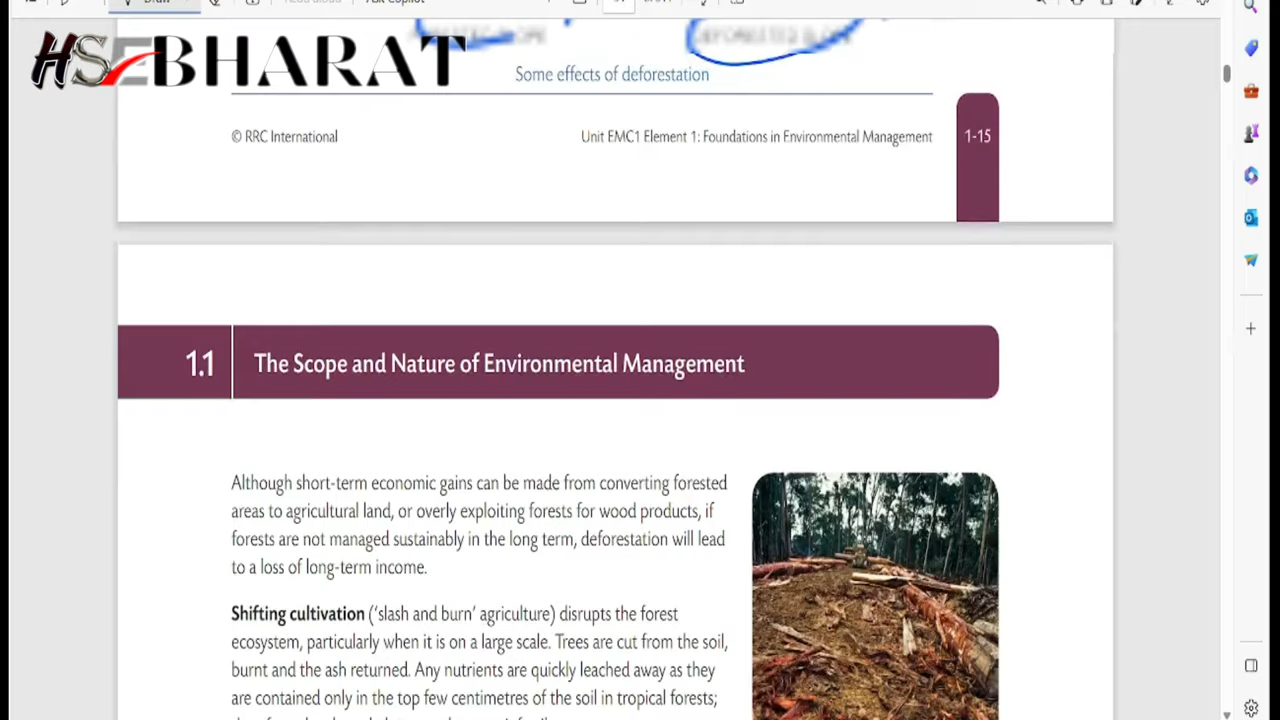 Draw
Read aloud
Ask Copilot
HSEBHARAT
Some effects of deforestation
© RRC International
Unit EMC1 Element 1: Foundations in Environmental Management
1-15
1.1
The Scope and Nature of Environmental Management
Although short-term economic gains can be made from converting forested
areas to agricultural land, or overly exploiting forests for wood products, if
forests are not managed sustainably in the long term, deforestation will lead
to a loss of long-term income.
Shifting cultivation (‘slash and burn’ agriculture) disrupts the forest
ecosystem, particularly when it is on a large scale. Trees are cut from the soil,
burnt and the ash returned. Any nutrients are quickly leached away as they
are contained only in the top few centimetres of the soil in tropical forests;